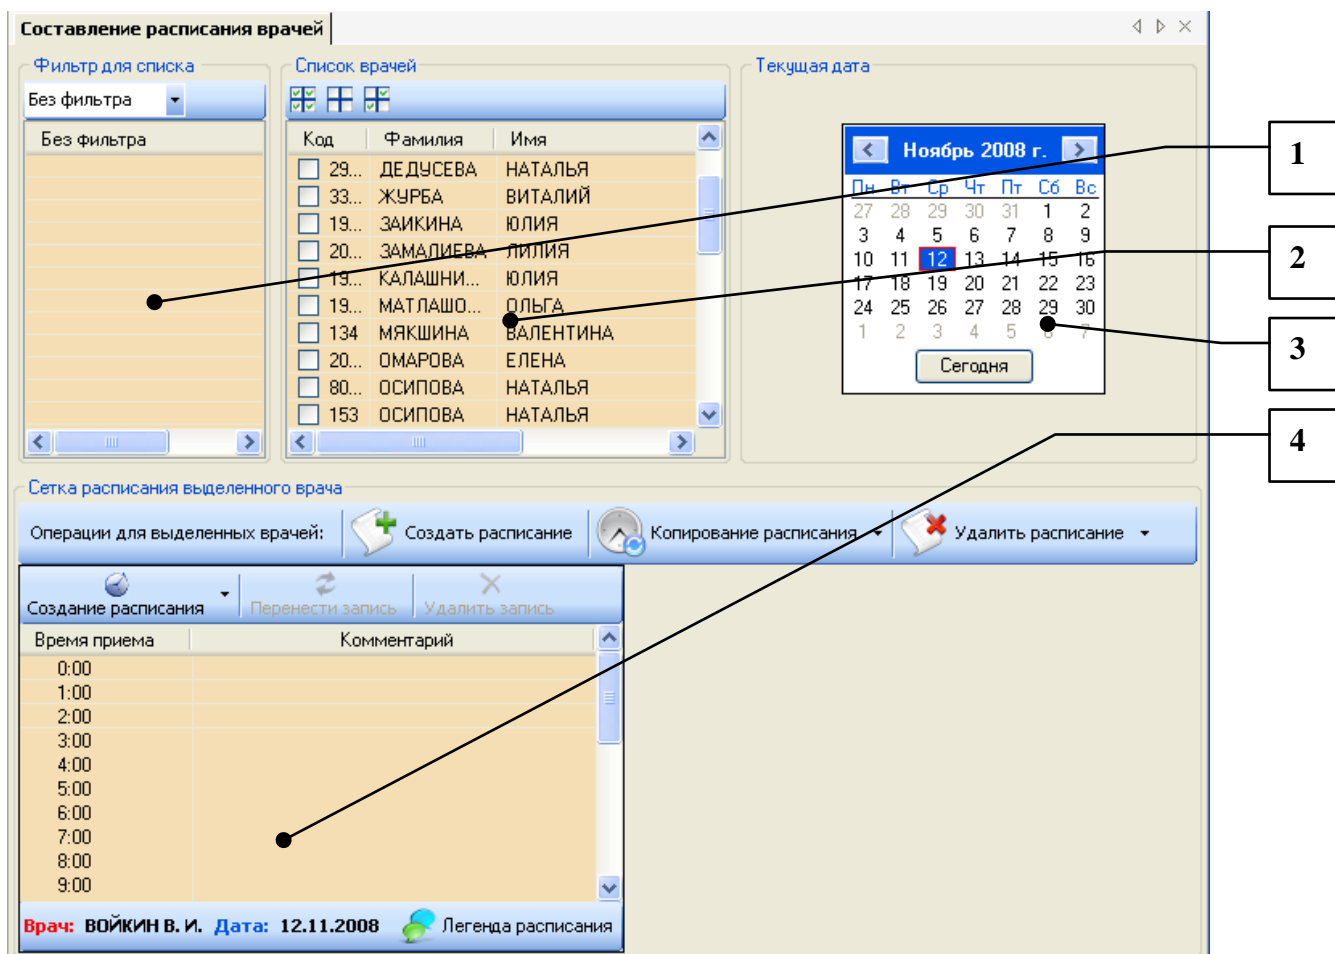 Составление расписания врачей
Фильтр для списка
Без фильтра
Без фильтра
Список врачей
Код Фамилия Имя
29... ДЕДУСЕВА НАТАЛЬЯ
33... ЖУРБА ВИТАЛИЙ
19... ЗАИКИНА ЮЛИЯ
20... ЗАМАЛИЕВА ЛИЛИЯ
19... КАЛАШНИ... ЮЛИЯ
19... МАТЛАШО... ОЛЬГА
134 МЯКШИНА ВАЛЕНТИНА
20... ОМАРОВА ЕЛЕНА
80... ОСИПОВА НАТАЛЬЯ
153 ОСИПОВА НАТАЛЬЯ
Текущая дата
Ноябрь 2008 г.
Пн Вт Ср Чт Пт Сб Вс
27 28 29 30 31 1 2
3 4 5 6 7 8 9
10 11 12 13 14 15 16
17 18 19 20 21 22 23
24 25 26 27 28 29 30
1 2 3 4 5 6 7
Сегодня
1
2
3
4
Сетка расписания выделенного врача
Операции для выделенных врачей: Создать расписание Копирование расписания Удалить расписание
Создание расписания Перенести запись Удалить запись
Время приема Комментарий
0:00
1:00
2:00
3:00
4:00
5:00
6:00
7:00
8:00
9:00
Врач: ВОЙКИН В. И. Дата: 12.11.2008 Легенда расписания